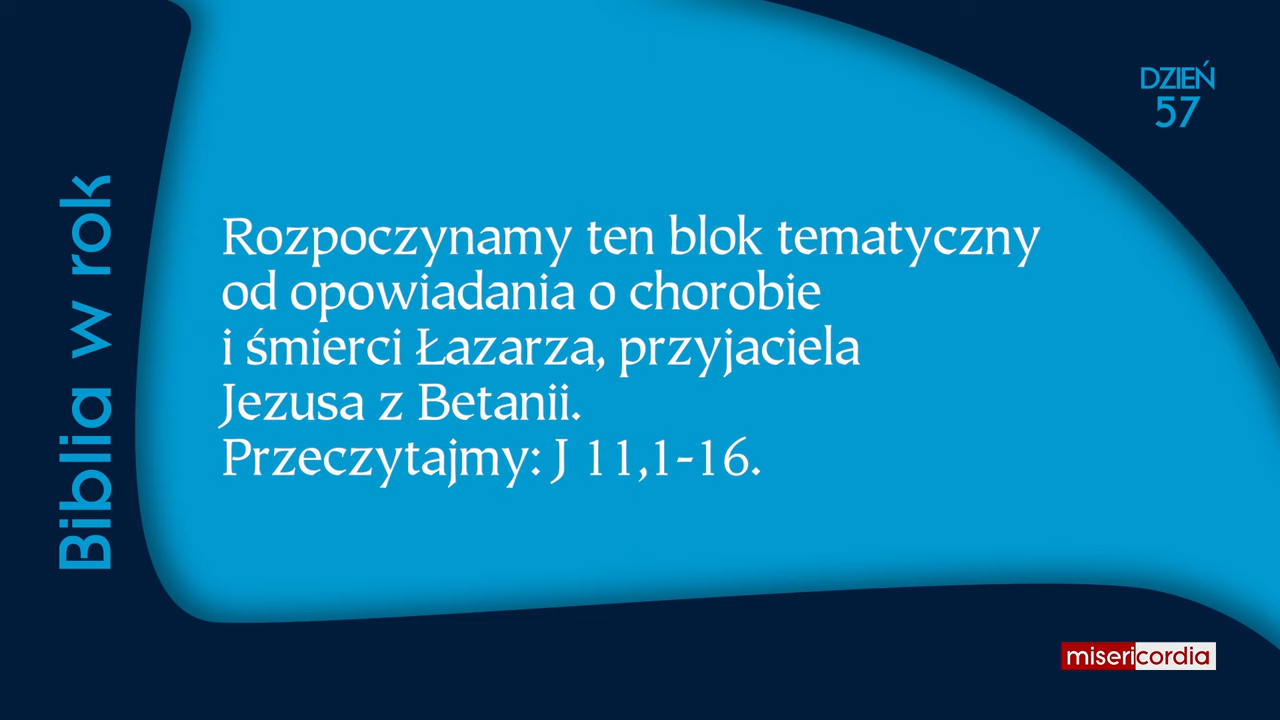 DZIEŃ
57
Biblia w rok
Rozpoczynamy ten blok tematyczny
od opowiadania o chorobie
i śmierci Łazarza, przyjaciela
Jezusa z Betanii.
Przeczytajmy: J 11,1-16.
misericordia